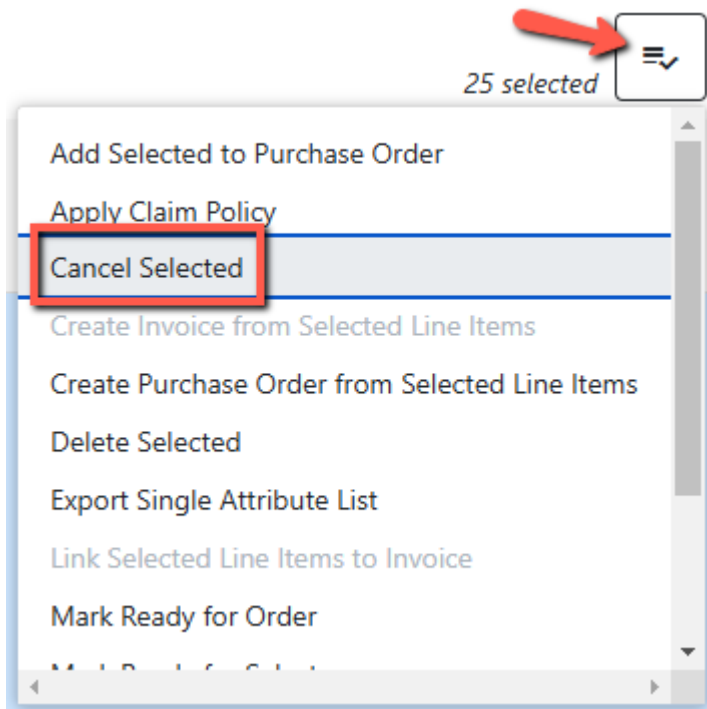 25 selected
Add Selected to Purchase Order
Apply Claim Policy
Cancel Selected
Create Invoice from Selected Line Items
Create Purchase Order from Selected Line Items
Delete Selected
Export Single Attribute List
Link Selected Line Items to Invoice
Mark Ready for Order